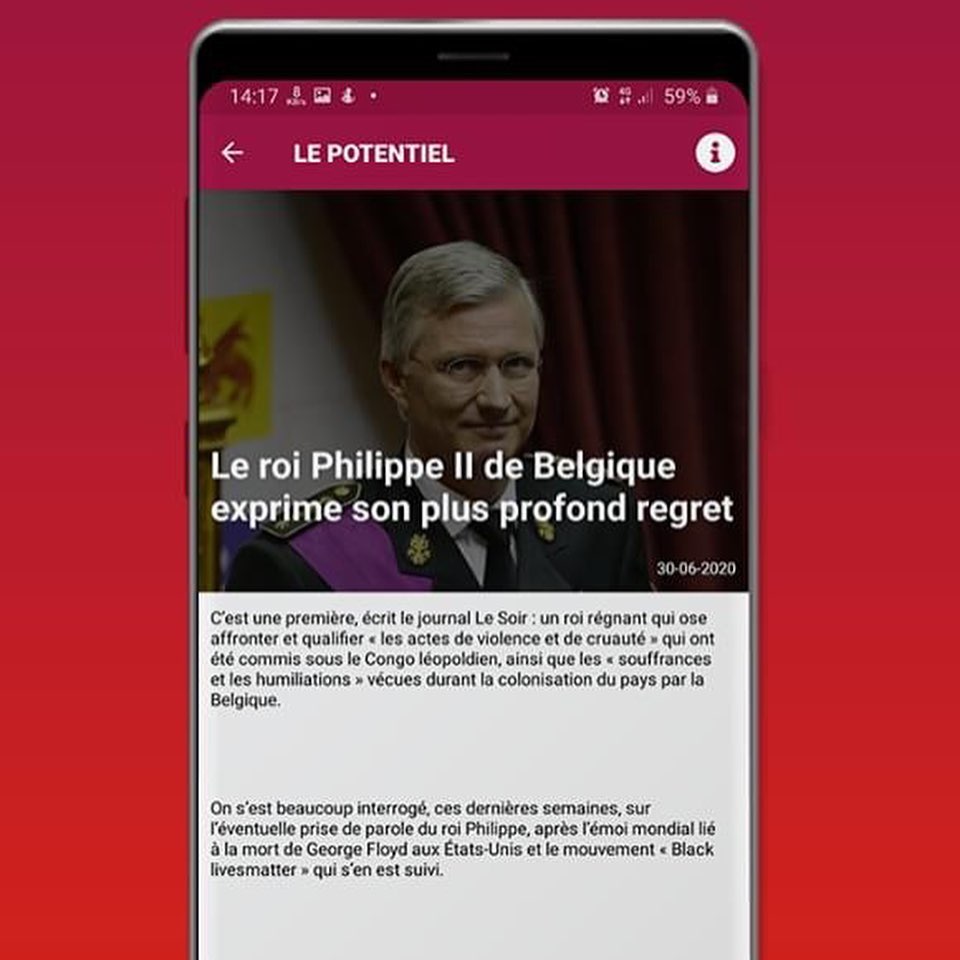 14:17 8 KB/s 4G 59%
LE POTENTIEL
Le roi Philippe II de Belgique
exprime son plus profond regret
30-06-2020
C'est une première, écrit le journal Le Soir : un roi régnant qui ose
affronter et qualifier « les actes de violence et de cruauté » qui ont
été commis sous le Congo léopoldien, ainsi que les « souffrances
et les humiliations » vécues durant la colonisation du pays par la
Belgique.
On s'est beaucoup interrogé, ces dernières semaines, sur
l'éventuelle prise de parole du roi Philippe, après l'émoi mondial lié
à la mort de George Floyd aux États-Unis et le mouvement « Black
livesmatter » qui s'en est suivi.